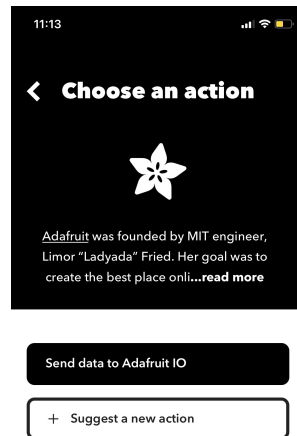 11:13
Choose an action
Adafruit was founded by MIT engineer,
Limor “Ladyada” Fried. Her goal was to
create the best place onli...read more
Send data to Adafruit IO
+ Suggest a new action